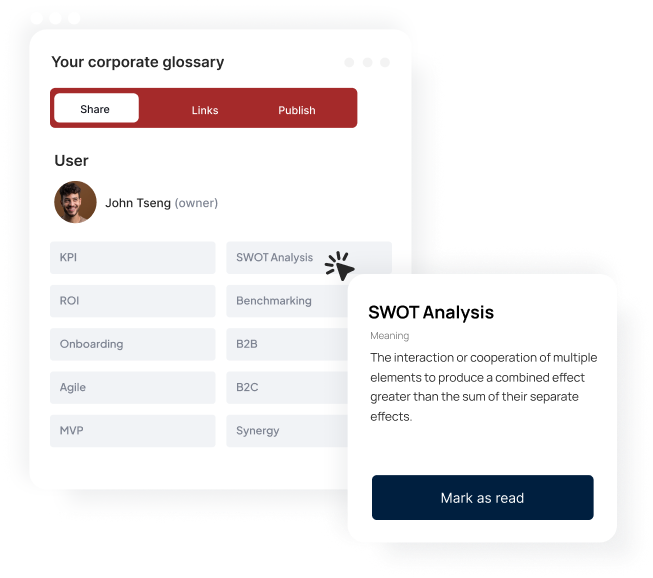 Your corporate glossary
Share Links Publish
User
John Tseng (owner)
KPI SWOT Analysis
ROI Benchmarking
Onboarding B2B
Agile B2C
MVP Synergy
SWOT Analysis
Meaning
The interaction or cooperation of multiple
elements to produce a combined effect
greater than the sum of their separate
effects.
Mark as read